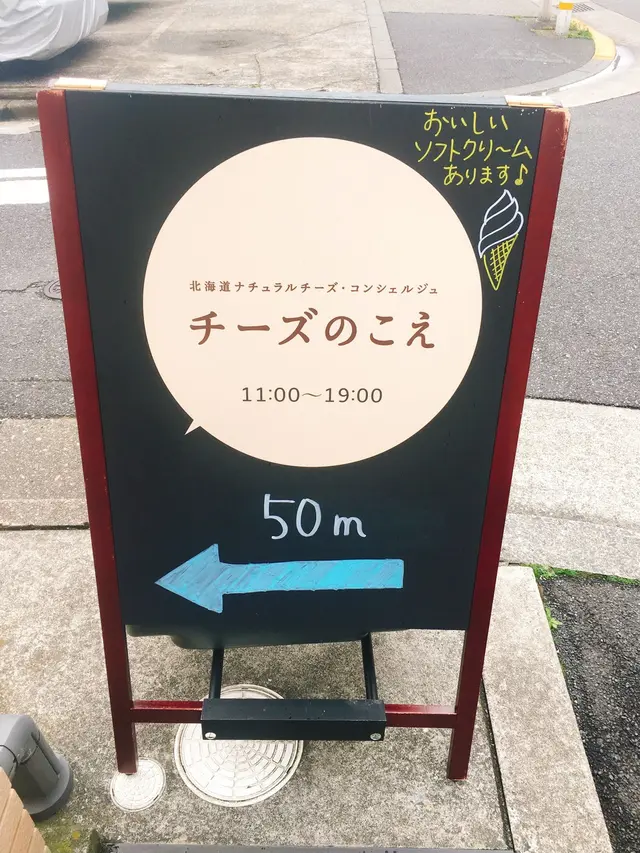 おいしい
ソフトクリ～ム
あります♪
北海道ナチュラルチーズ・コンシェルジュ
チーズのこえ
11:00～19:00
50m